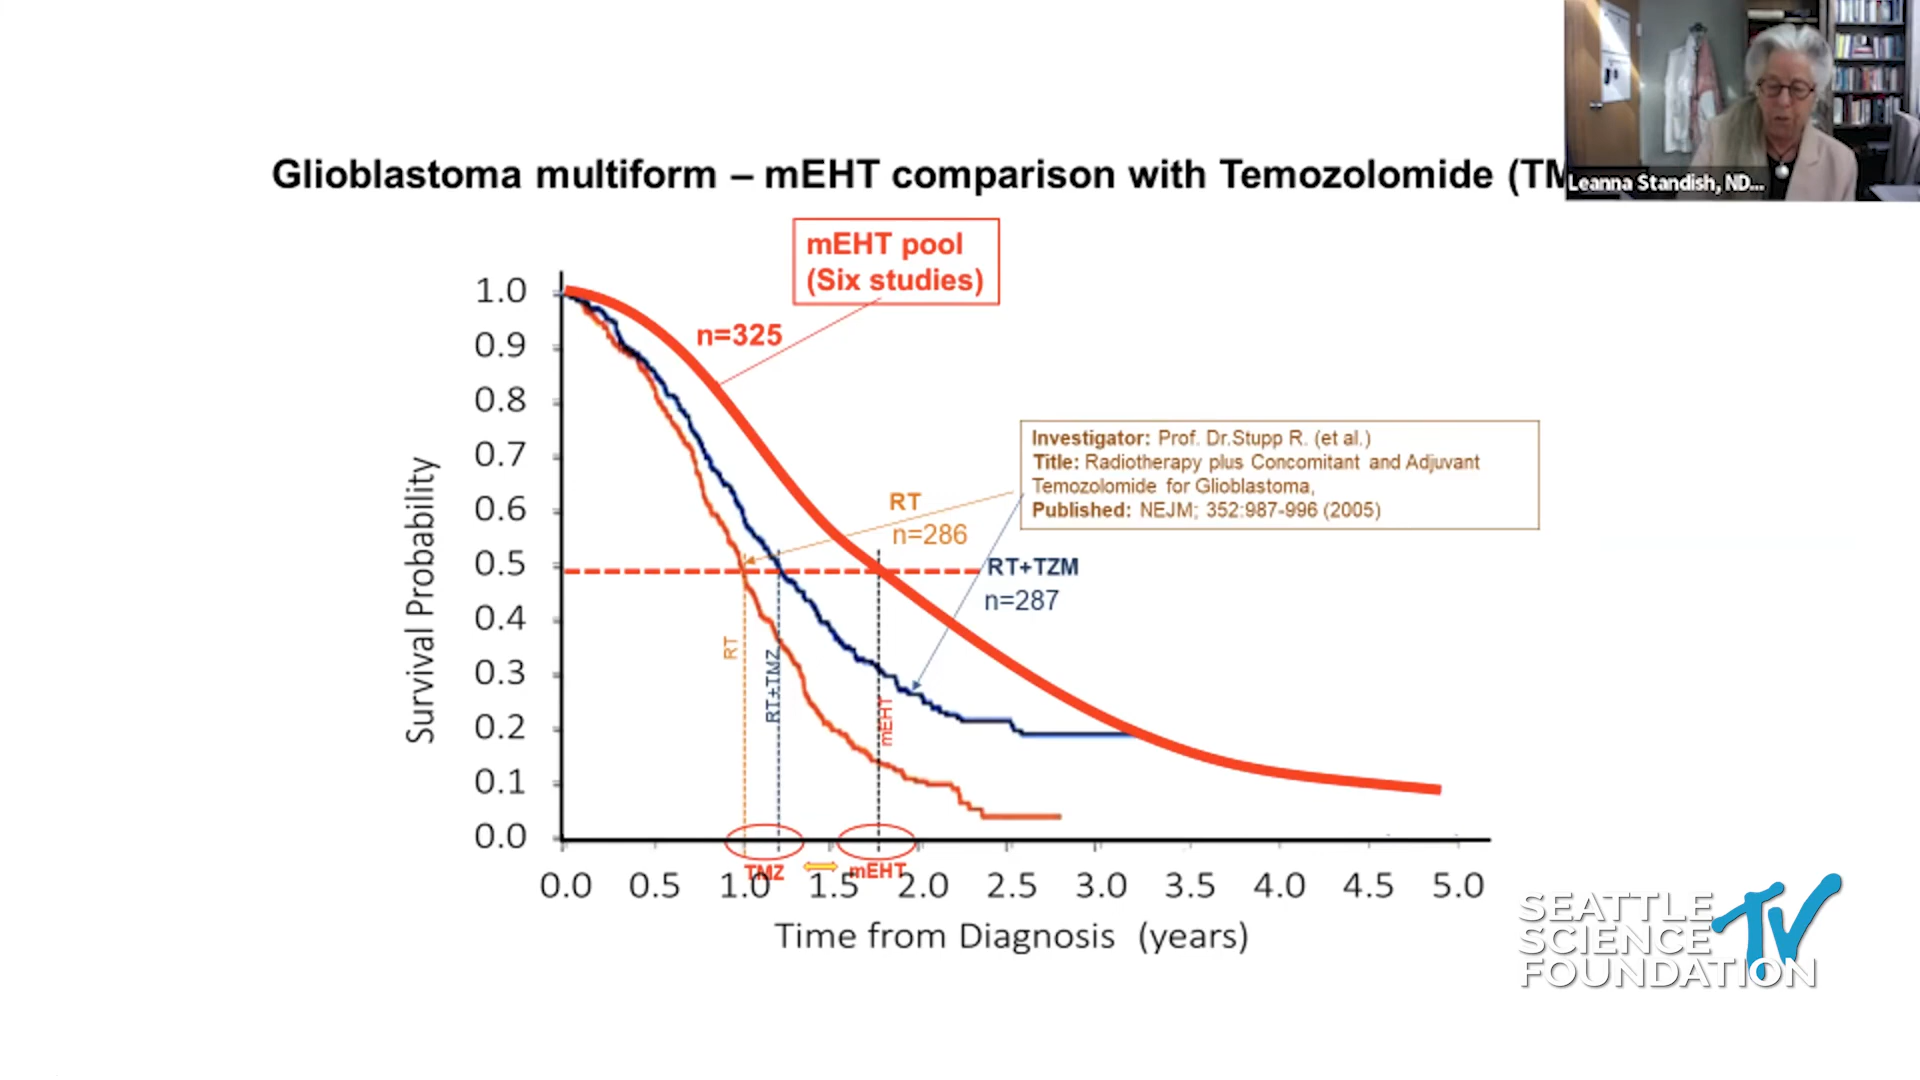 Leanna Standish, ND...
Glioblastoma multiform – mEHT comparison with Temozolomide (TM
mEHT pool
(Six studies)
n=325
Investigator: Prof. Dr.Stupp R. (et al.)
Title: Radiotherapy plus Concomitant and Adjuvant
Temozolomide for Glioblastoma,
Published: NEJM; 352:987-996 (2005)
RT
n=286
RT+TZM
n=287
Survival Probability
1.0
0.9
0.8
0.7
0.6
0.5
0.4
0.3
0.2
0.1
0.0
RT
RT+TMZ
mEHT
TMZ
mEHT
0.0 0.5 1.0 1.5 2.0 2.5 3.0 3.5 4.0 4.5 5.0
Time from Diagnosis (years)
SEATTLE
SCIENCE
FOUNDATION
TV